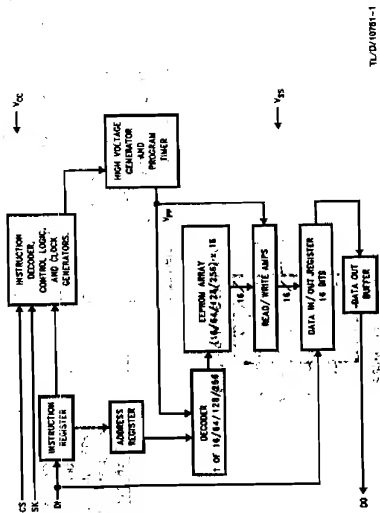 CS
SK
DI
INSTRUCTION
REGISTER
INSTRUCTION
DECODER,
CONTROL LOGIC,
AND CLOCK
GENERATORS.
VCC
ADDRESS
REGISTER
HIGH VOLTAGE
GENERATOR
AND
PROGRAM
TIMER
VPP
DECODER
1 OF 16/64/128/256
EEPROM ARRAY
(16/64/128/256) x 16
16
READ/WRITE AMPS
16
VSS
DATA IN/OUT REGISTER
16 BITS
DATA OUT
BUFFER
DO
TL/D/10751-1